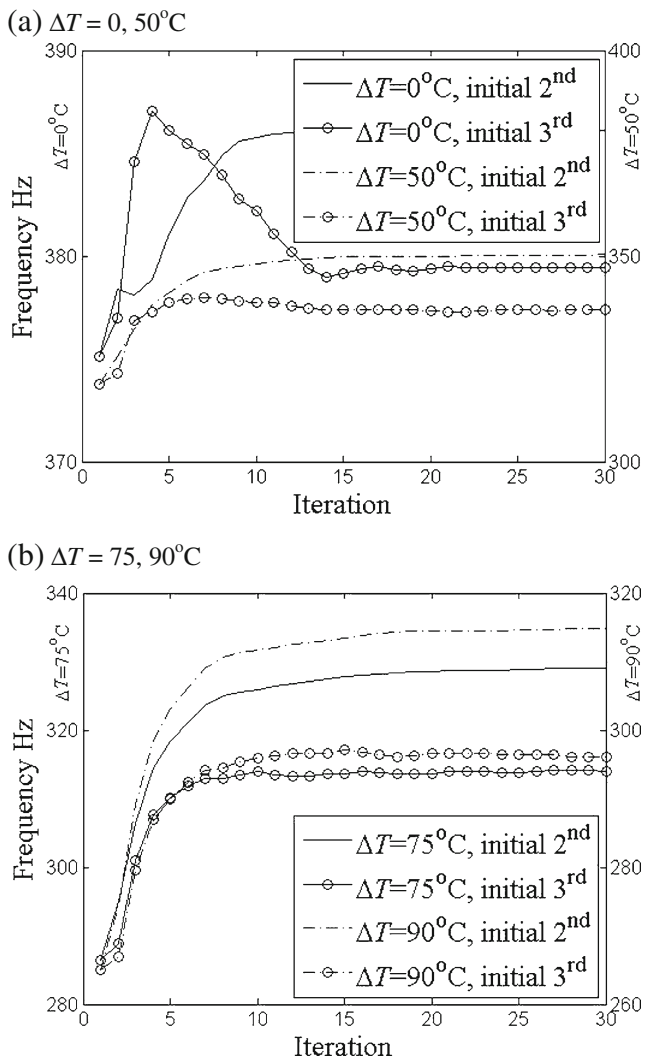 (a) ΔT = 0, 50°C
390
380
370
400
350
300
ΔT=0°C
ΔT=50°C
Frequency Hz
ΔT=0°C, initial 2nd
ΔT=0°C, initial 3rd
ΔT=50°C, initial 2nd
ΔT=50°C, initial 3rd
0 5 10 15 20 25 30
Iteration
(b) ΔT = 75, 90°C
340
320
300
280
320
300
280
260
ΔT=75°C
ΔT=90°C
Frequency Hz
ΔT=75°C, initial 2nd
ΔT=75°C, initial 3rd
ΔT=90°C, initial 2nd
ΔT=90°C, initial 3rd
0 5 10 15 20 25 30
Iteration